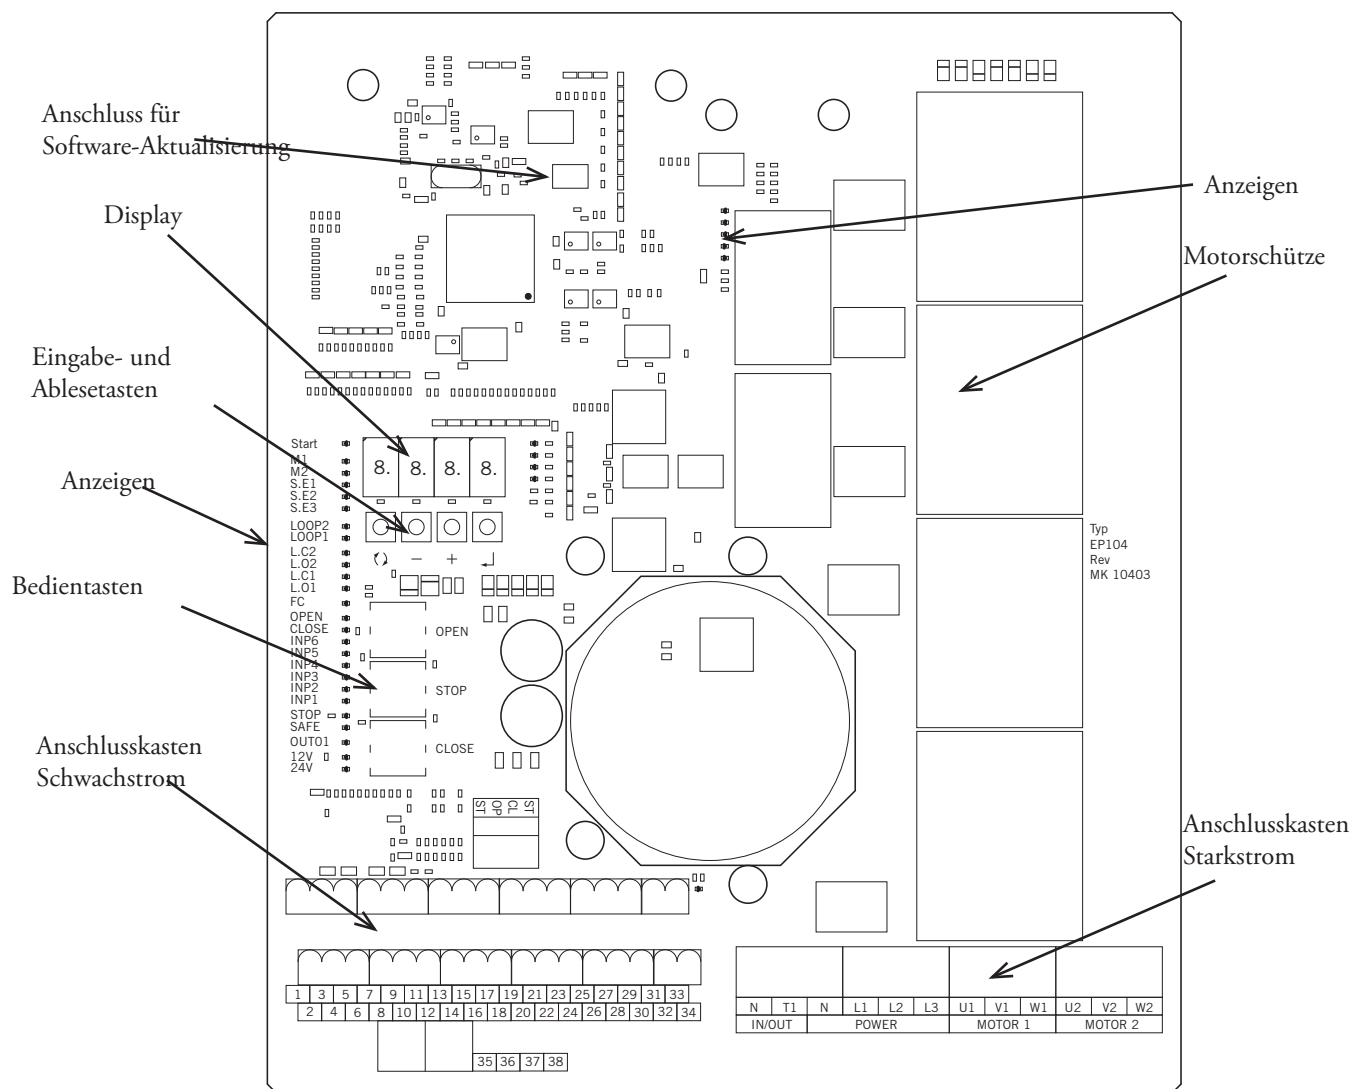 Anschluss für
Software-Aktualisierung
Display
Eingabe- und
Ablesetasten
Anzeigen
Bedientasten
Anschlusskasten
Schwachstrom
Anzeigen
Motorschütze
Anschlusskasten
Starkstrom
8. 8. 8. 8.
− +
Start
M1
M2
S.E1
S.E2
S.E3
LOOP2
LOOP1
L.C2
L.O2
L.C1
L.O1
FC
OPEN
CLOSE
INP6
INP5
INP4
INP3
INP2
INP1
STOP
SAFE
OUTO1
12V
24V
OPEN
STOP
CLOSE
ST OP CL ST
Typ
EP104
Rev
MK 10403
1 3 5 7 9 11 13 15 17 19 21 23 25 27 29 31 33
2 4 6 8 10 12 14 16 18 20 22 24 26 28 30 32 34
35 36 37 38
N T1 N L1 L2 L3 U1 V1 W1 U2 V2 W2
IN/OUT POWER MOTOR 1 MOTOR 2